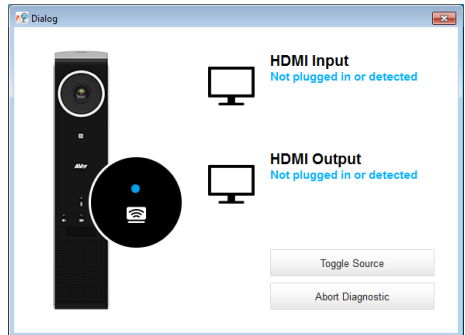 Dialog
HDMI Input
Not plugged in or detected
AVer
HDMI Output
Not plugged in or detected
Toggle Source
Abort Diagnostic